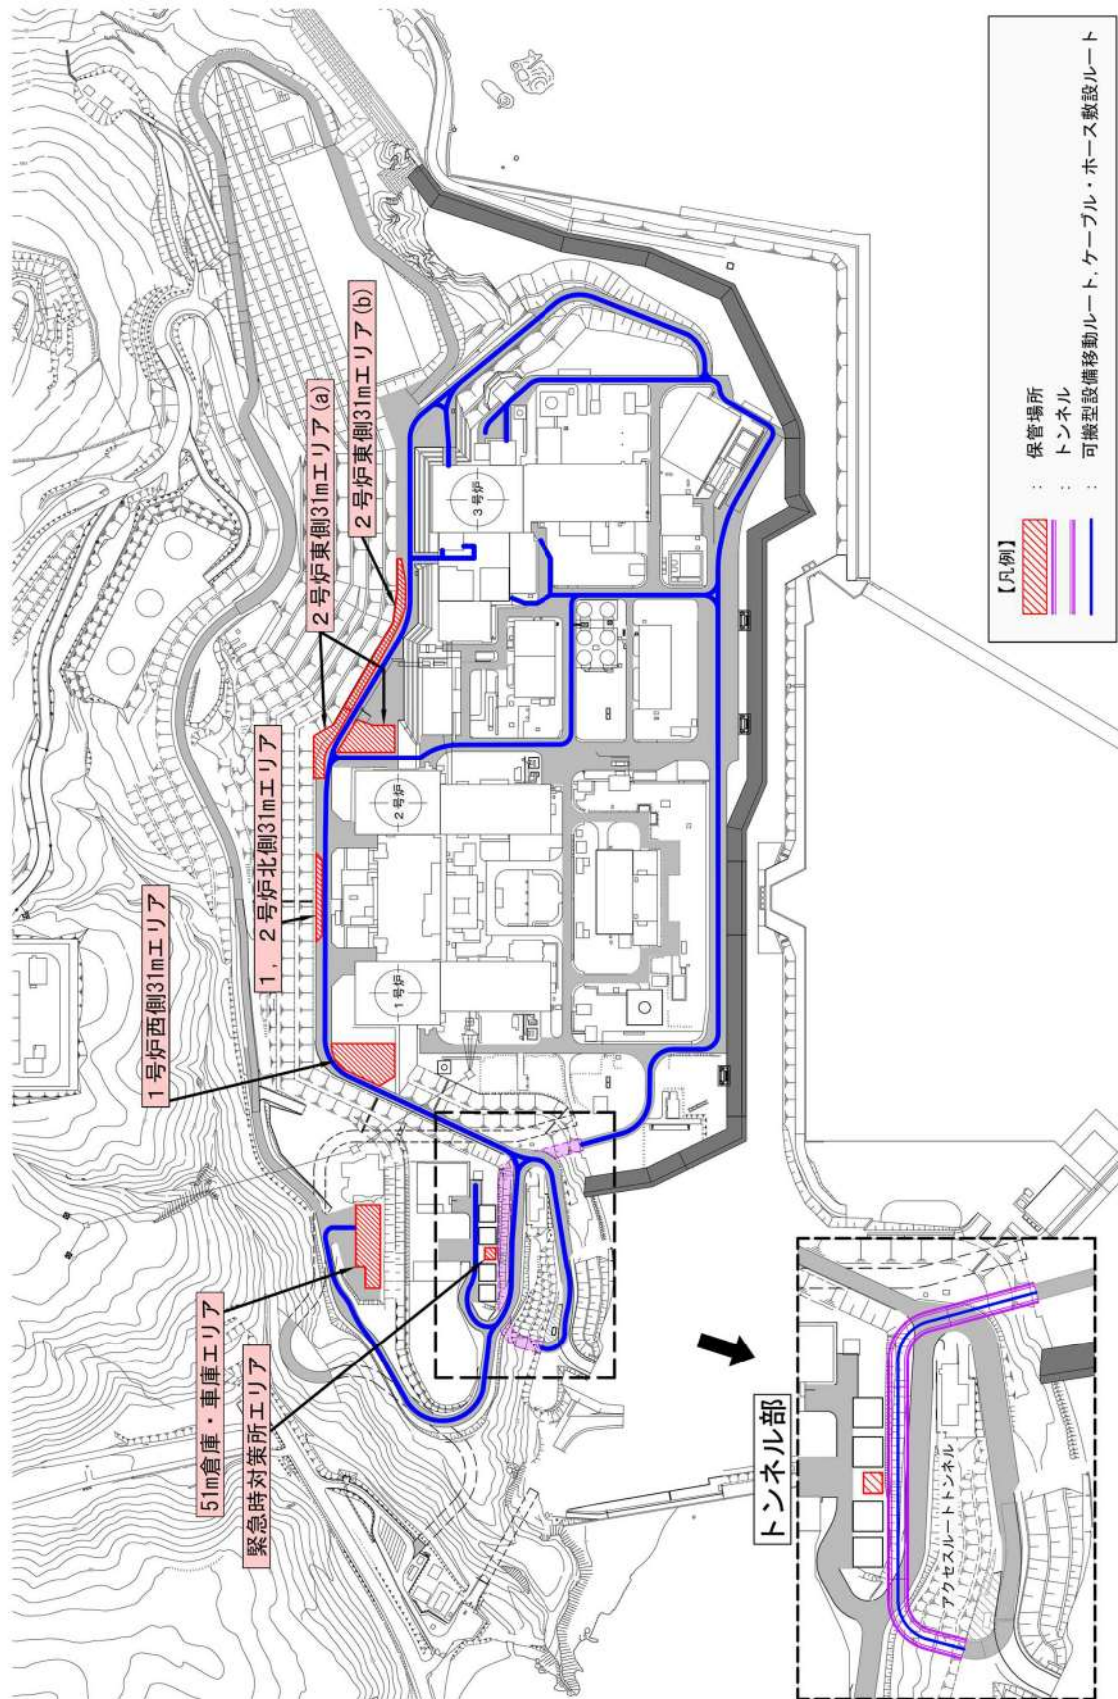 51m倉庫・車庫エリア
緊急時対策所エリア
1号炉西側31mエリア
1,2号炉北側31mエリア
2号炉東側31mエリア(a)
2号炉東側31mエリア(b)
1号炉
2号炉
3号炉
トンネル部
アクセスルートトンネル
【凡例】
: 保管場所
: トンネル
: 可搬型設備移動ルート,ケーブル・ホース敷設ルート